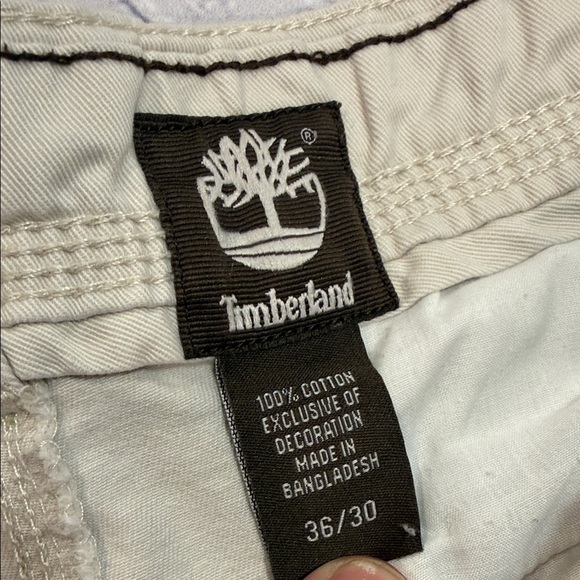 ®
Timberland
100% COTTON
EXCLUSIVE OF
DECORATION
MADE IN
BANGLADESH
36/30